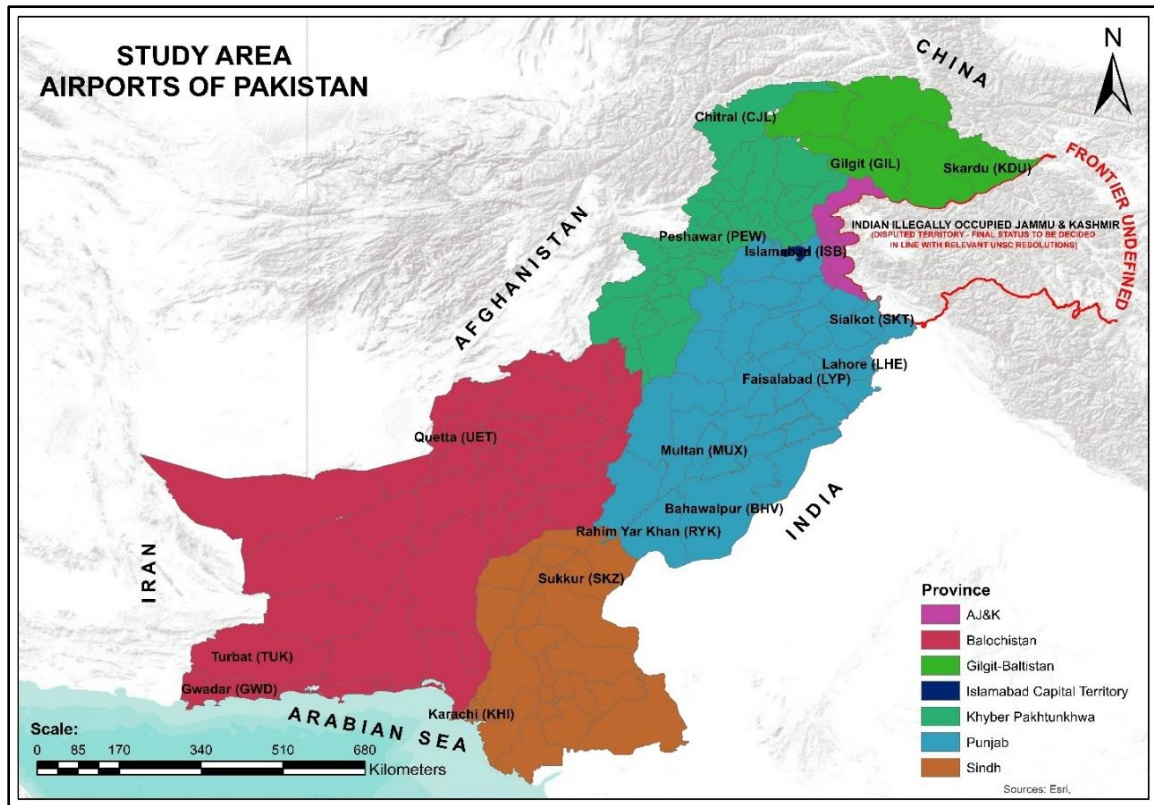 STUDY AREA
AIRPORTS OF PAKISTAN
CHINA
N
Chitral (CJL)
Gilgit (GIL)
Skardu (KDU)
FRONTIER UNDEFINED
INDIAN ILLEGALLY OCCUPIED JAMMU & KASHMIR
(DISPUTED TERRITORY - FINAL STATUS TO BE DECIDED
IN LINE WITH RELEVANT UNSC RESOLUTIONS)
Peshawar (PEW)
Islamabad (ISB)
AFGHANISTAN
Sialkot (SKT)
Lahore (LHE)
Faisalabad (LYP)
Quetta (UET)
Multan (MUX)
Bahawalpur (BHV)
INDIA
Rahim Yar Khan (RYK)
IRAN
Sukkur (SKZ)
Turbat (TUK)
Gwadar (GWD)
Karachi (KHI)
ARABIAN SEA
Scale:
0 85 170 340 510 680
Kilometers
Province
AJ&K
Balochistan
Gilgit-Baltistan
Islamabad Capital Territory
Khyber Pakhtunkhwa
Punjab
Sindh
Sources: Esri,